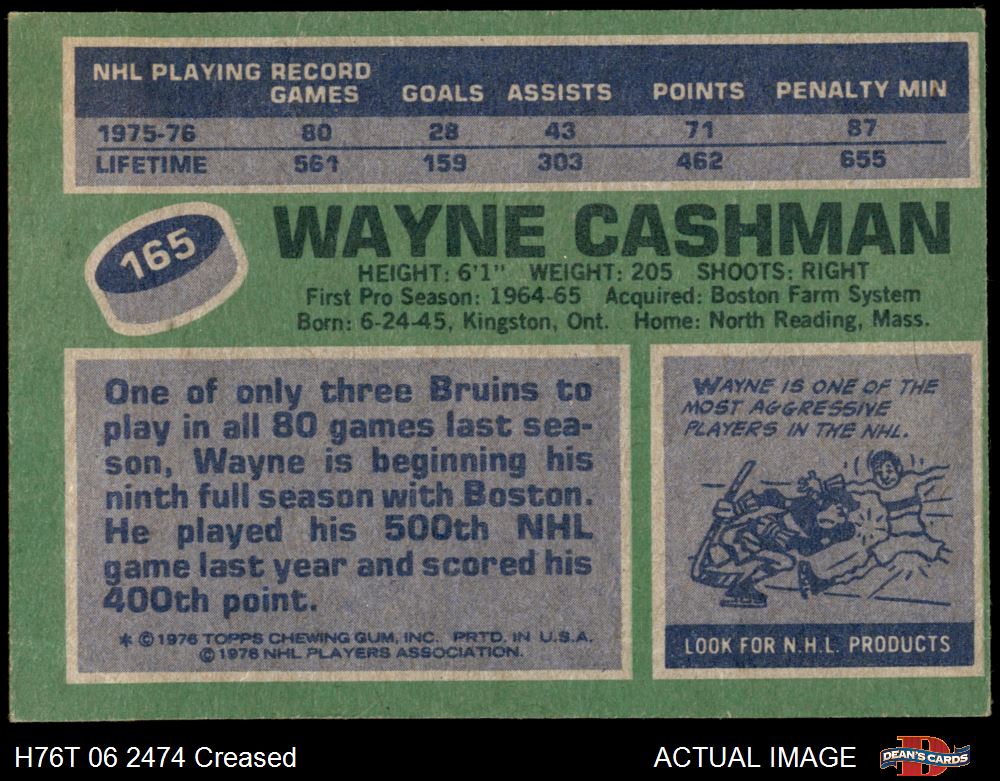 NHL PLAYING RECORD
GAMES GOALS ASSISTS POINTS PENALTY MIN
1975-76 80 28 43 71 87
LIFETIME 561 159 303 462 655
165
WAYNE CASHMAN
HEIGHT: 6'1" WEIGHT: 205 SHOOTS: RIGHT
First Pro Season: 1964-65 Acquired: Boston Farm System
Born: 6-24-45, Kingston, Ont. Home: North Reading, Mass.
One of only three Bruins to
play in all 80 games last sea-
son, Wayne is beginning his
ninth full season with Boston.
He played his 500th NHL
game last year and scored his
400th point.
* © 1976 TOPPS CHEWING GUM, INC. PRTD. IN U.S.A.
© 1976 NHL PLAYERS ASSOCIATION.
WAYNE IS ONE OF THE
MOST AGGRESSIVE
PLAYERS IN THE NHL.
LOOK FOR N.H.L. PRODUCTS
H76T 06 2474 Creased
ACTUAL IMAGE
D
DEAN'S CARDS